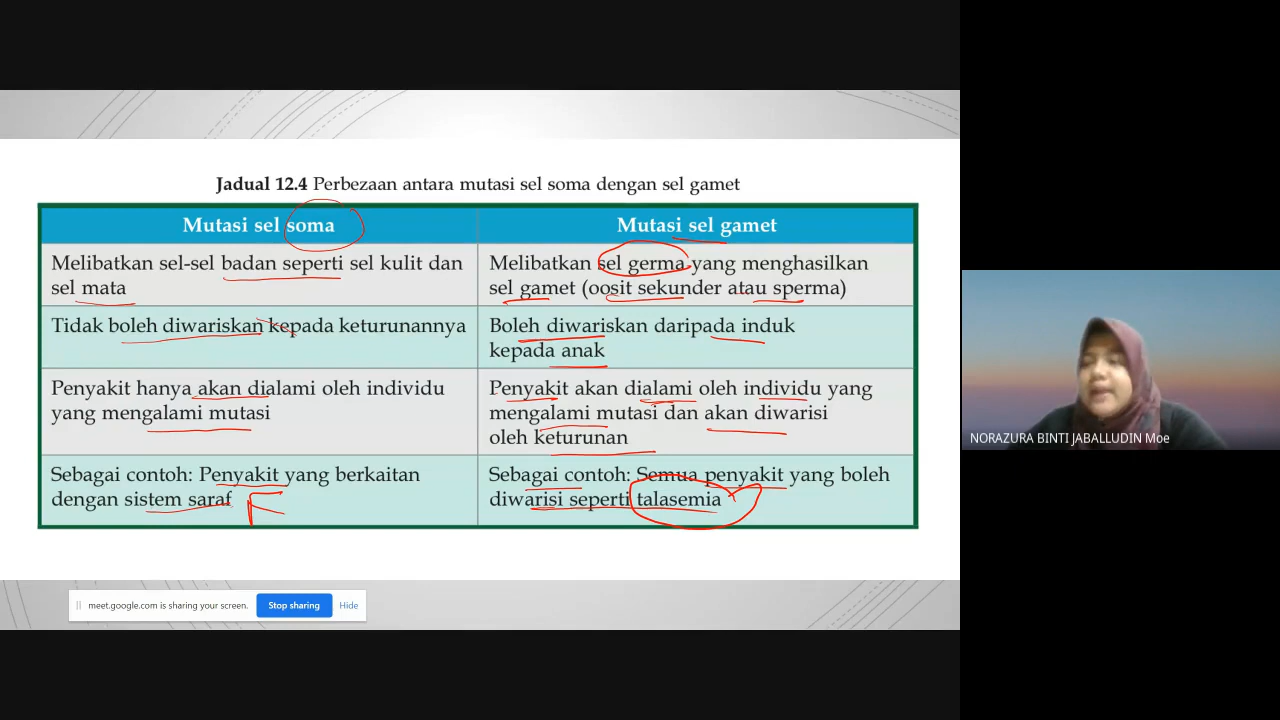 Jadual 12.4 Perbezaan antara mutasi sel soma dengan sel gamet
Mutasi sel soma
Mutasi sel gamet
Melibatkan sel-sel badan seperti sel kulit dan
sel mata
Melibatkan sel germa yang menghasilkan
sel gamet (oosit sekunder atau sperma)
Tidak boleh diwariskan kepada keturunannya
Boleh diwariskan daripada induk
kepada anak
Penyakit hanya akan dialami oleh individu
yang mengalami mutasi
Penyakit akan dialami oleh individu yang
mengalami mutasi dan akan diwarisi
oleh keturunan
Sebagai contoh: Penyakit yang berkaitan
dengan sistem saraf
Sebagai contoh: Semua penyakit yang boleh
diwarisi seperti talasemia
meet.google.com is sharing your screen.
Stop sharing
Hide
NORAZURA BINTI JABALLUDIN Moe